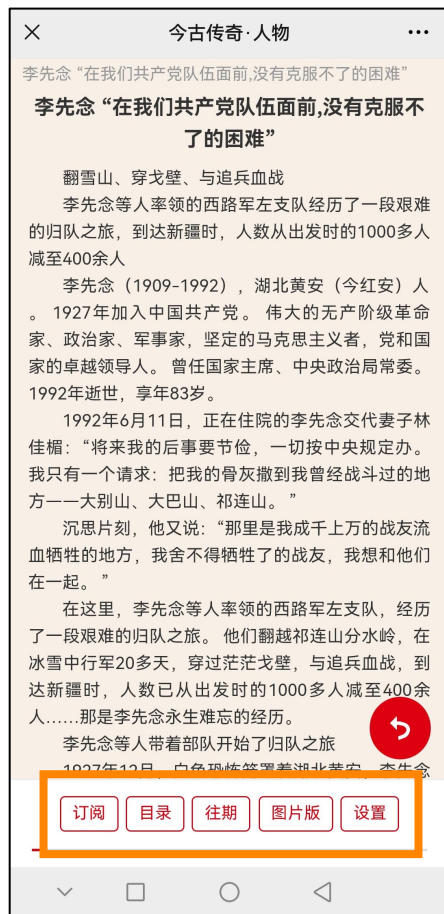 今古传奇·人物
李先念 “在我们共产党队伍面前,没有克服不了的困难”
李先念 “在我们共产党队伍面前,没有克服不
了的困难”
翻雪山、穿戈壁、与追兵血战
李先念等人率领的西路军左支队经历了一段艰难
的归队之旅，到达新疆时，人数从出发时的1000多人
减至400余人
李先念（1909-1992），湖北黄安（今红安）人
。 1927年加入中国共产党。 伟大的无产阶级革命
家、政治家、军事家，坚定的马克思主义者，党和国
家的卓越领导人。 曾任国家主席、中央政治局常委。
1992年逝世，享年83岁。
1992年6月11日，正在住院的李先念交代妻子林
佳楣：“将来我的后事要节俭，一切按中央规定办。
我只有一个请求：把我的骨灰撒到我曾经战斗过的地
方——大别山、大巴山、祁连山。 ”
沉思片刻，他又说：“那里是我成千上万的战友流
血牺牲的地方，我舍不得牺牲了的战友，我想和他们
在一起。 ”
在这里，李先念等人率领的西路军左支队，经历
了一段艰难的归队之旅。 他们翻越祁连山分水岭，在
冰雪中行军20多天，穿过茫茫戈壁，与追兵血战，到
达新疆时，人数已从出发时的1000多人减至400余
人……那是李先念永生难忘的经历。
李先念等人带着部队开始了归队之旅
1927年12月，白色恐怖笼罩着湖北黄安，李先念
订阅 目录 往期 图片版 设置